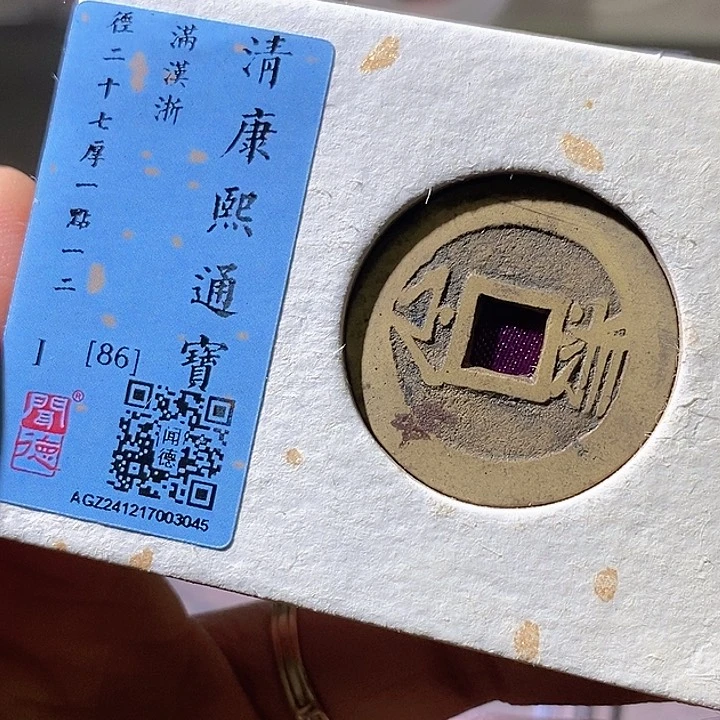 清康熙通寶
滿漢浙
徑二十七厚一點一二
I [86]
聞德®
闻德
AGZ241217003045
浙